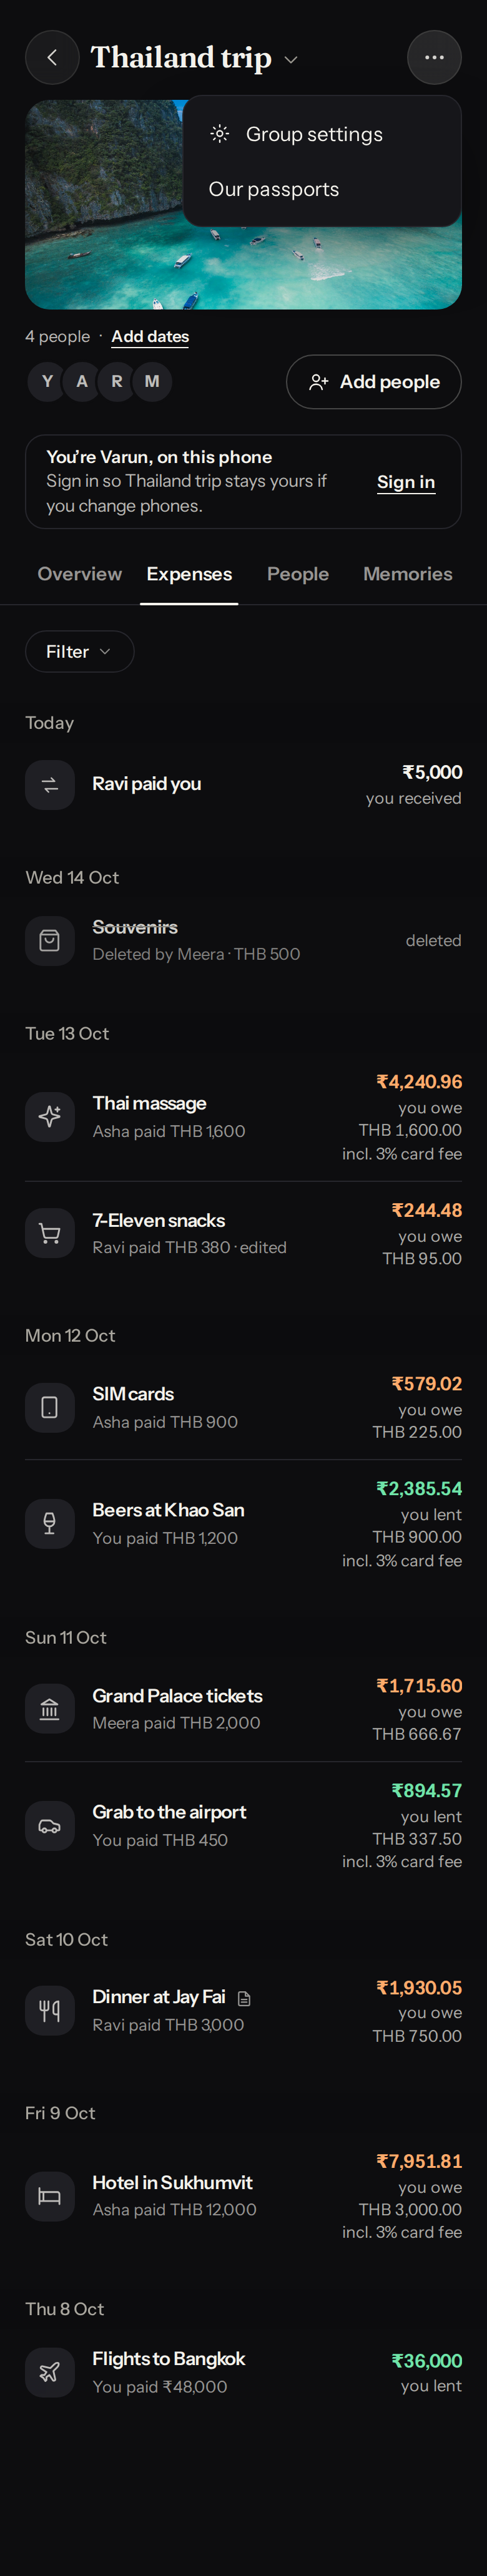 Thailand trip
Group settings
Our passports
4 people · Add dates
Y A R M
Add people
You’re Varun, on this phone
Sign in so Thailand trip stays yours if
you change phones.
Sign in
Overview Expenses People Memories
Filter
Today
Ravi paid you
₹5,000
you received
Wed 14 Oct
Souvenirs
Deleted by Meera · THB 500
deleted
Tue 13 Oct
Thai massage
Asha paid THB 1,600
₹4,240.96
you owe
THB 1,600.00
incl. 3% card fee
7-Eleven snacks
Ravi paid THB 380 · edited
₹244.48
you owe
THB 95.00
Mon 12 Oct
SIM cards
Asha paid THB 900
₹579.02
you owe
THB 225.00
Beers at Khao San
You paid THB 1,200
₹2,385.54
you lent
THB 900.00
incl. 3% card fee
Sun 11 Oct
Grand Palace tickets
Meera paid THB 2,000
₹1,715.60
you owe
THB 666.67
Grab to the airport
You paid THB 450
₹894.57
you lent
THB 337.50
incl. 3% card fee
Sat 10 Oct
Dinner at Jay Fai
Ravi paid THB 3,000
₹1,930.05
you owe
THB 750.00
Fri 9 Oct
Hotel in Sukhumvit
Asha paid THB 12,000
₹7,951.81
you owe
THB 3,000.00
incl. 3% card fee
Thu 8 Oct
Flights to Bangkok
You paid ₹48,000
₹36,000
you lent